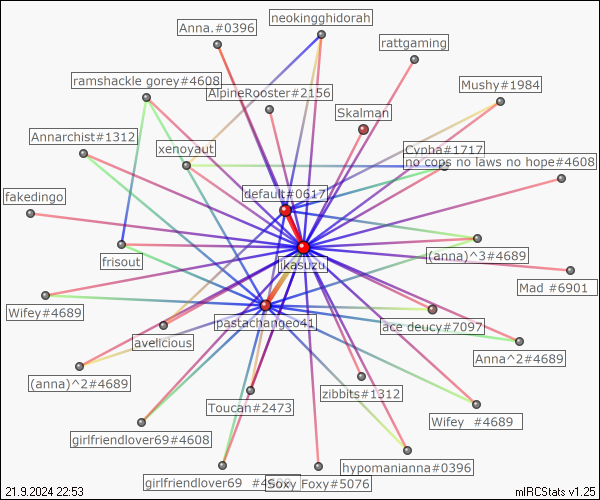 neokingghidorah
Anna.#0396
rattgaming
ramshackle gorey#4608
AlpineRooster#2156
Mushy#1984
Skalman
Annarchist#1312
xenoyaut
Cypha#1717
no cops no laws no hope#4608
default#0617
fakedingo
frisout
jkasuzu
(anna)^3#4689
Mad #6901
Wifey#4689
pastachangeo41
ace deucy#7097
avelicious
Anna^2#4689
(anna)^2#4689
zibbits#1312
Toucan#2473
Wifey #4689
girlfriendlover69#4608
hypomanianna#0396
girlfriendlover69
Soxy Foxy#5076
21.9.2024 22:53
mIRCStats v1.25